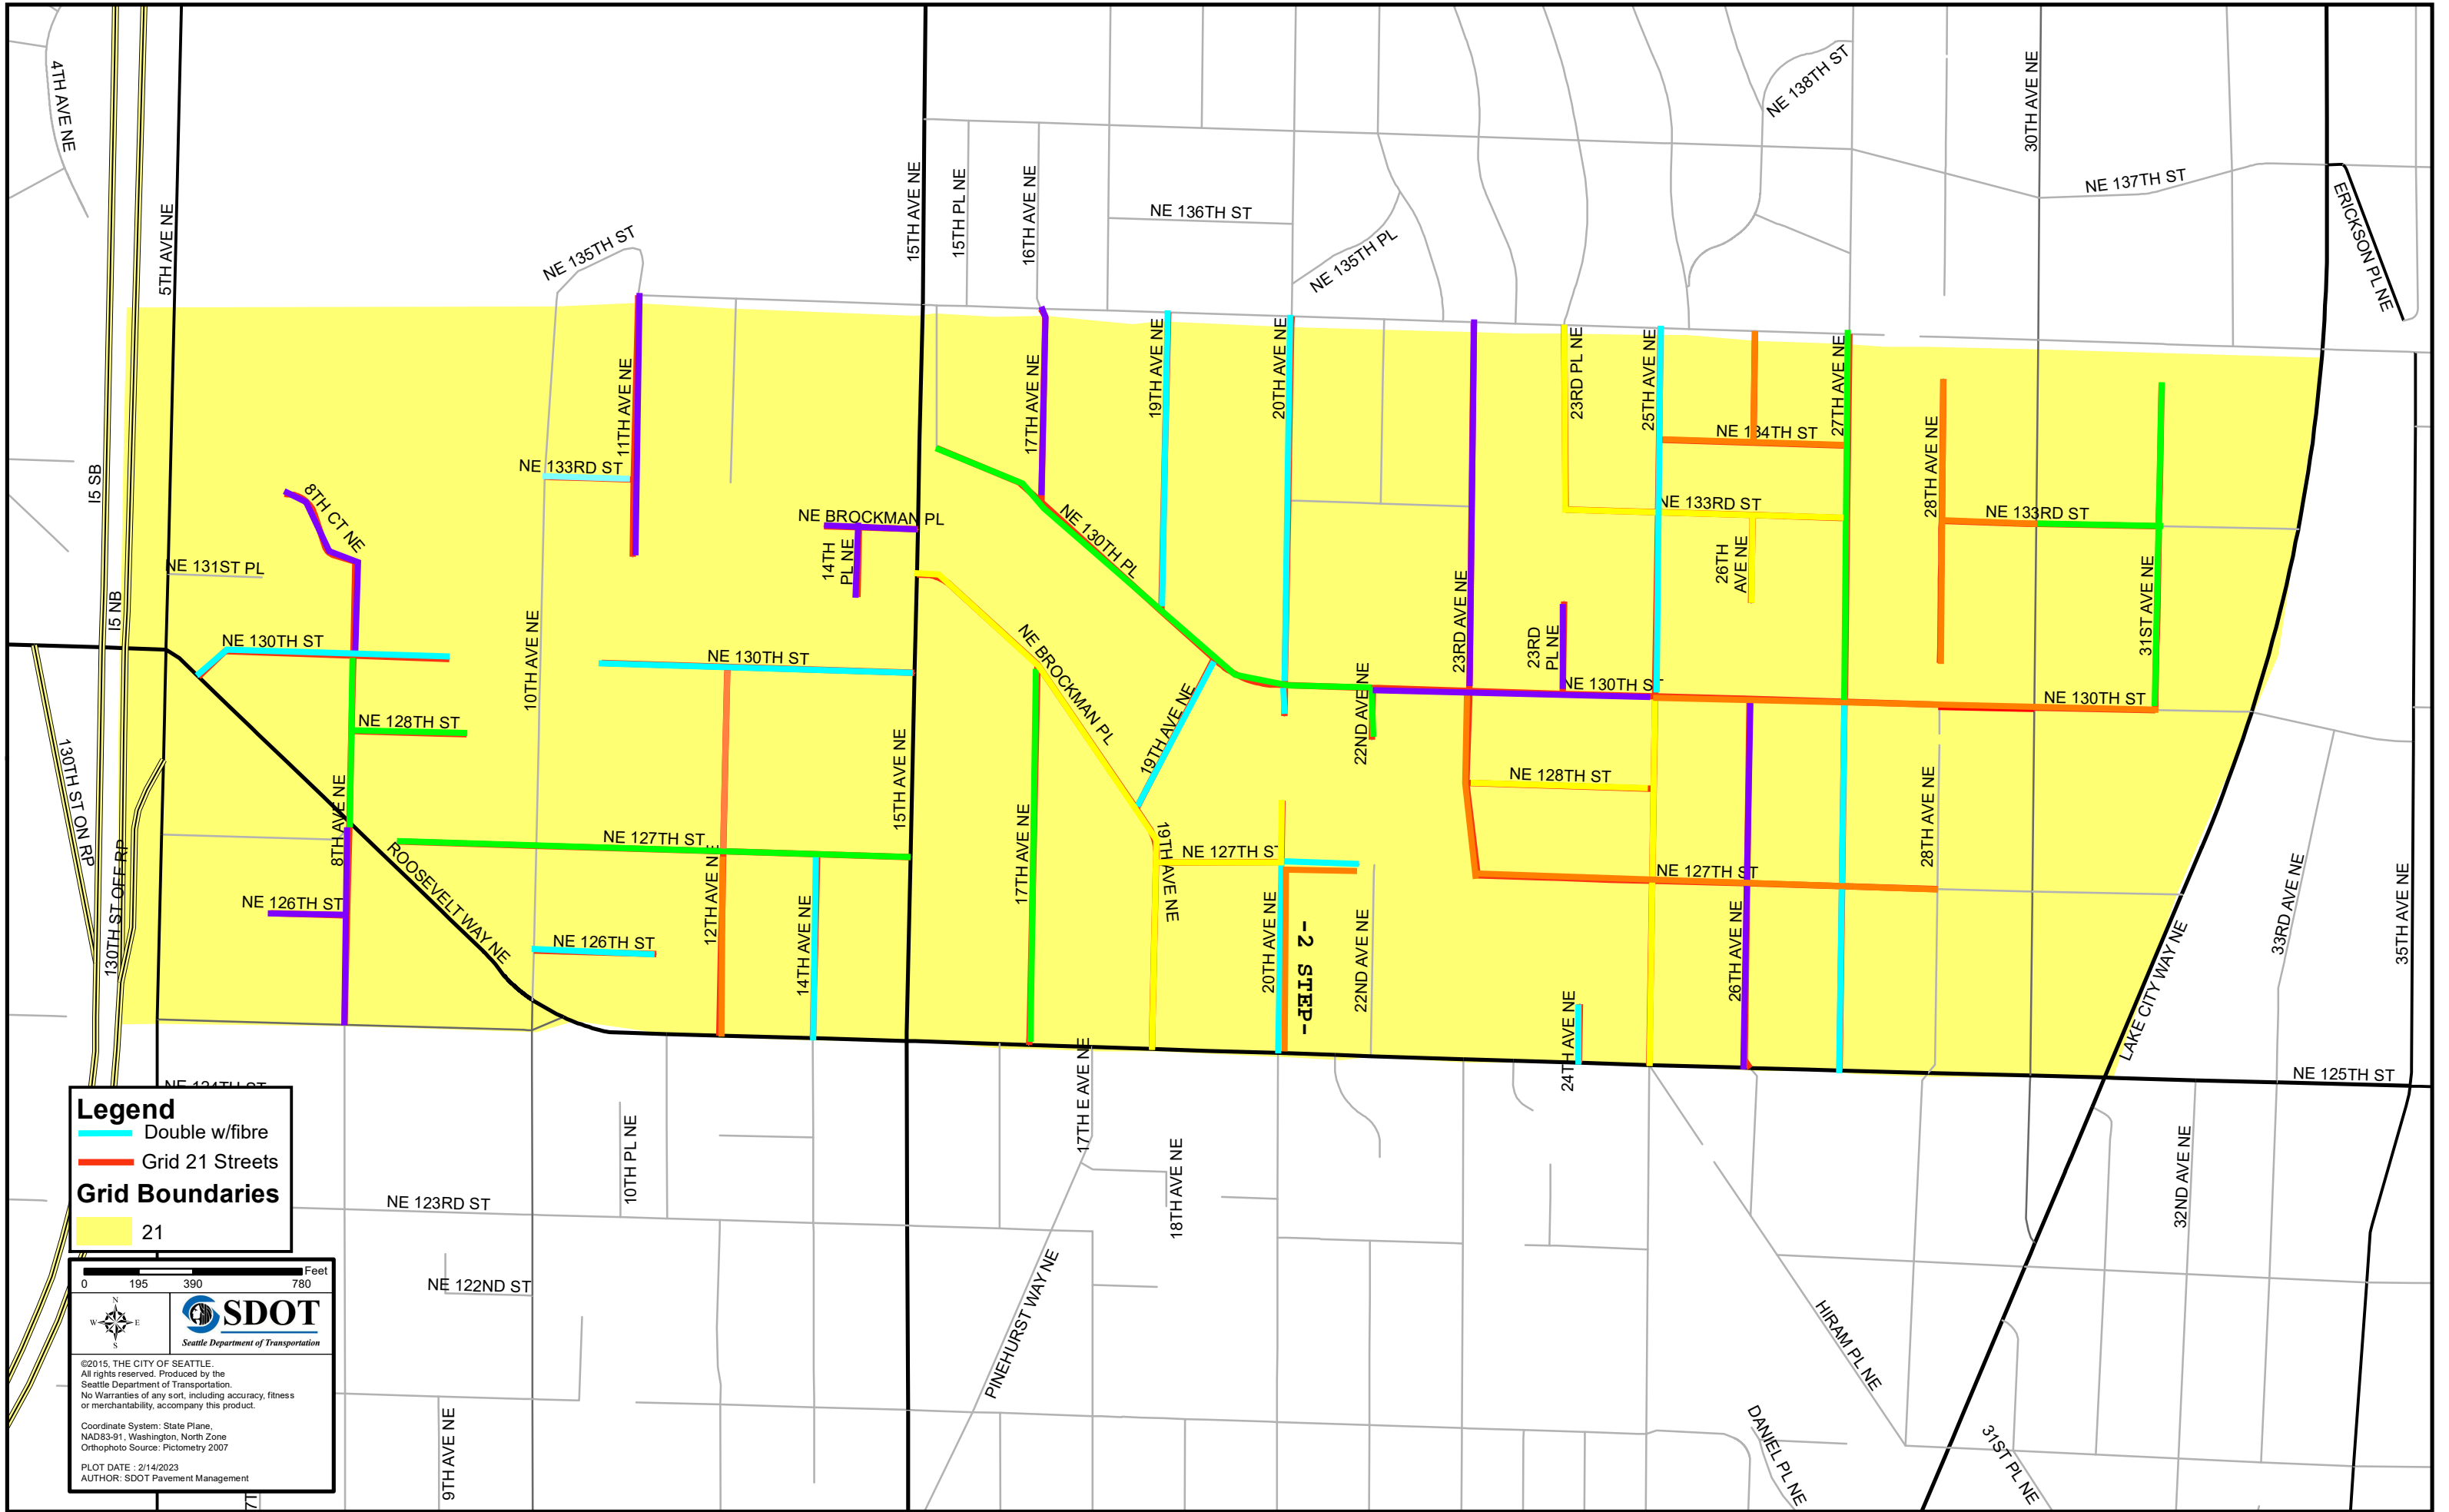 4TH AVE NE
NE 138TH ST
30TH AVE NE
15TH AVE NE
15TH PL NE
16TH AVE NE
NE 137TH ST
5TH AVE NE
NE 136TH ST
ERICKSON PL NE
NE 135TH ST
NE 135TH PL
11TH AVE NE
17TH AVE NE
19TH AVE NE
20TH AVE NE
23RD PL NE
25TH AVE NE
27TH AVE NE
NE 134TH ST
28TH AVE NE
I5 SB
NE 133RD ST
8TH CT NE
NE BROCKMAN PL
14TH
PL NE
NE 130TH PL
NE 133RD ST
26TH
AVE NE
NE 133RD ST
NE 131ST PL
I5 NB
NE 130TH ST
10TH AVE NE
NE 130TH ST
NE BROCKMAN PL
19TH AVE NE
22ND AVE NE
23RD AVE NE
23RD
PL NE
NE 130TH ST
31ST AVE NE
NE 130TH ST
130TH ST ON RP
NE 128TH ST
8TH AVE NE
15TH AVE NE
NE 128TH ST
28TH AVE NE
NE 127TH ST
12TH AVE NE
17TH AVE NE
19TH AVE NE
NE 127TH ST
NE 127TH ST
130TH ST OFF RP
ROOSEVELT WAY NE
NE 126TH ST
NE 126TH ST
14TH AVE NE
20TH AVE NE
-2 STEP-
22ND AVE NE
26TH AVE NE
33RD AVE NE
35TH AVE NE
LAKE CITY WAY NE
24TH AVE NE
NE 125TH ST
NE 124TH ST
17TH E AVE NE
Legend
Double w/fibre
Grid 21 Streets
Grid Boundaries
21
10TH PL NE
18TH AVE NE
32ND AVE NE
NE 123RD ST
NE 122ND ST
PINEHURST WAY NE
HIRAM PL NE
DANIEL PL NE
31ST PL NE
9TH AVE NE
Feet
0 195 390 780
N
W E
S
SDOT
Seattle Department of Transportation
©2015, THE CITY OF SEATTLE.
All rights reserved. Produced by the
Seattle Department of Transportation.
No Warranties of any sort, including accuracy, fitness
or merchantability, accompany this product.
Coordinate System: State Plane,
NAD83-91, Washington, North Zone
Orthophoto Source: Pictometry 2007
PLOT DATE : 2/14/2023
AUTHOR: SDOT Pavement Management